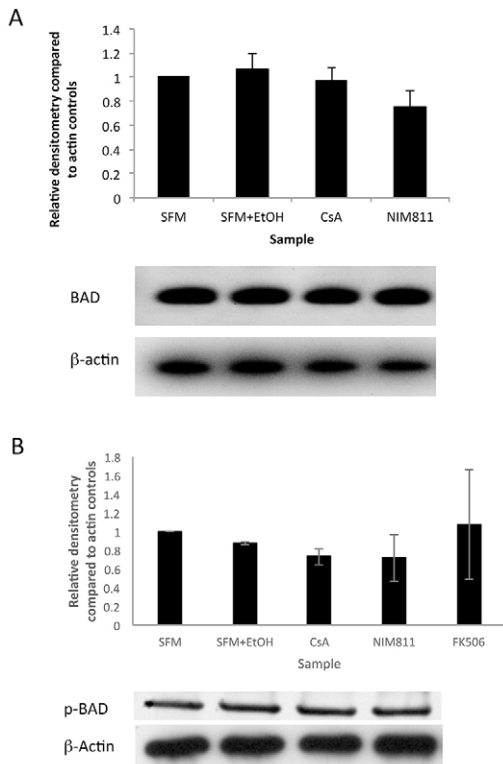 A
Relative densitometry compared
to actin controls
1.4
1.2
1
0.8
0.6
0.4
0.2
0
SFM SFM+EtOH CsA NIM811
Sample
BAD
β-actin
B
Relative densitometry
compared to actin controls
1.8
1.6
1.4
1.2
1
0.8
0.6
0.4
0.2
0
SFM SFM+EtOH CsA NIM811 FK506
Sample
p-BAD
β-Actin